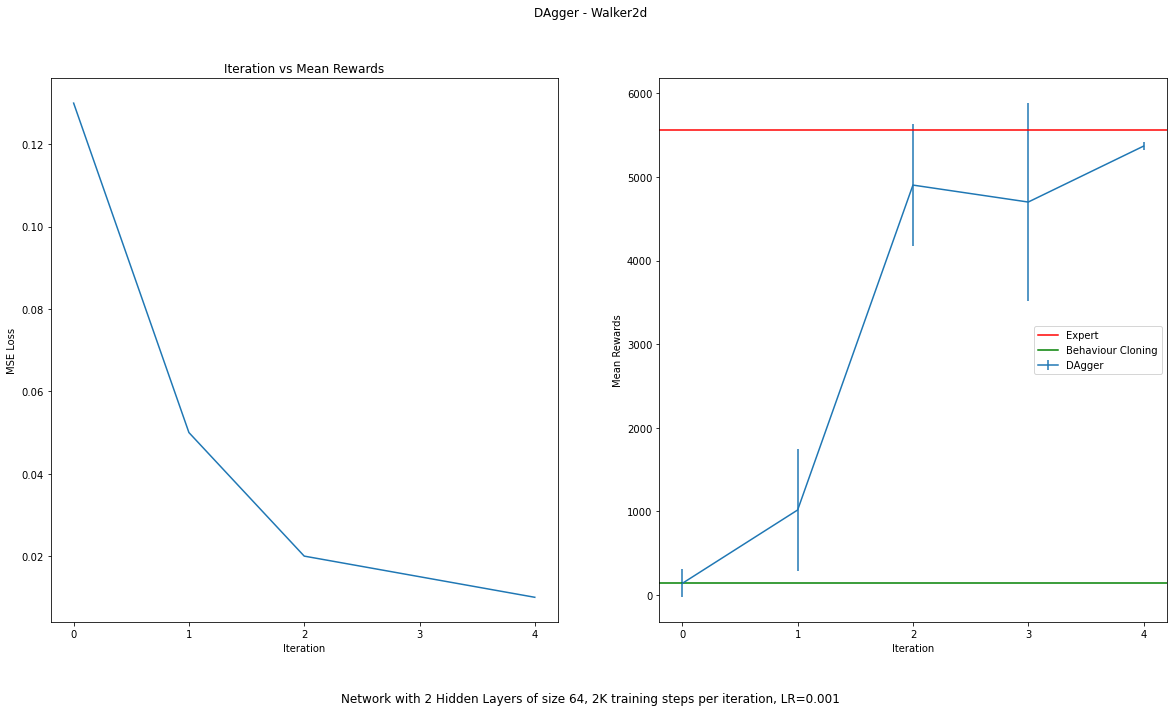 DAgger - Walker2d
Iteration vs Mean Rewards
0.12
0.10
0.08
0.06
0.04
0.02
MSE Loss
0 1 2 3 4
Iteration
6000
5000
4000
3000
2000
1000
0
Mean Rewards
Expert
Behaviour Cloning
DAgger
0 1 2 3 4
Iteration
Network with 2 Hidden Layers of size 64, 2K training steps per iteration, LR=0.001